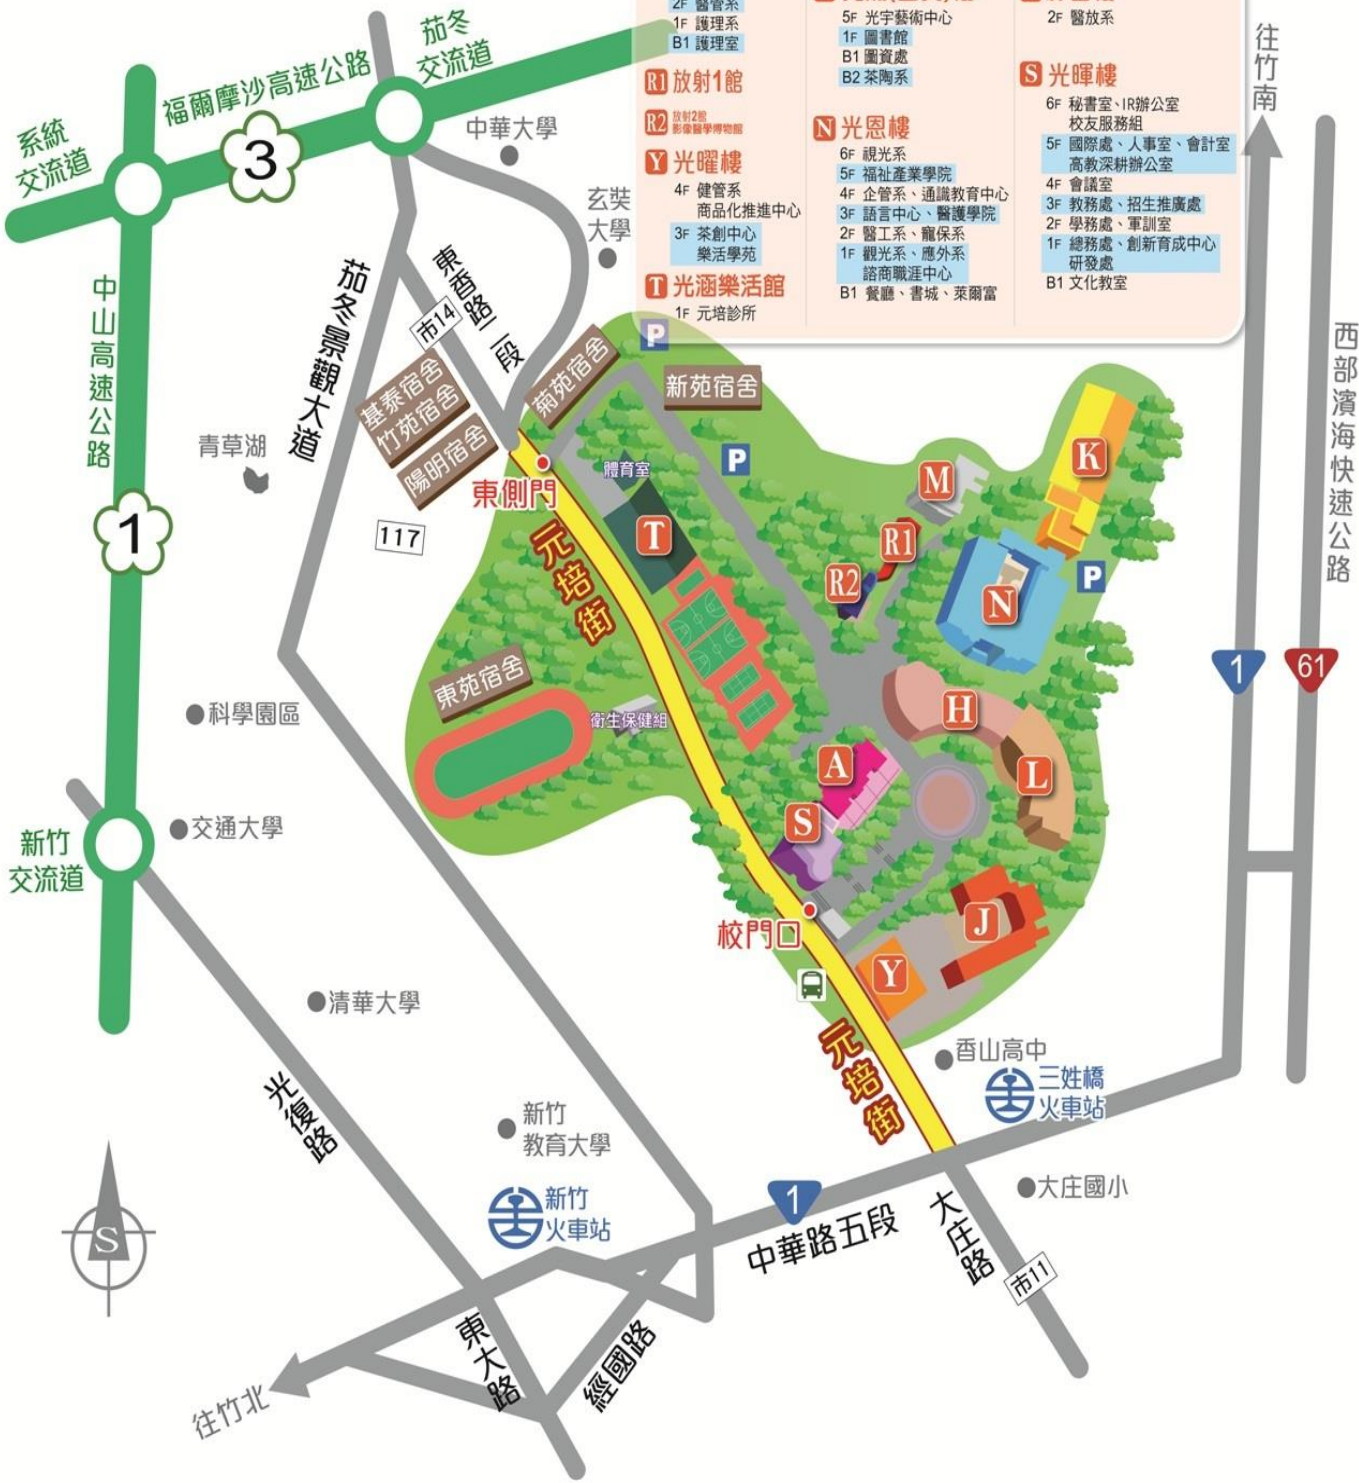 2F 醫管系
1F 護理系
B1 護理室
R1 放射1館
R2 放射2館
影像醫學博物館
Y 光曜樓
4F 健管系
商品化推進中心
3F 茶創中心
樂活學苑
T 光涵樂活館
1F 元培診所
5F 光宇藝術中心
1F 圖書館
B1 圖資處
B2 茶陶系
N 光恩樓
6F 視光系
5F 福祉產業學院
4F 企管系、通識教育中心
3F 語言中心、醫護學院
2F 醫工系、寵保系
1F 觀光系、應外系
諮商職涯中心
B1 餐廳、書城、萊爾富
2F 醫放系
S 光暉樓
6F 秘書室、IR辦公室
校友服務組
5F 國際處、人事室、會計室
高教深耕辦公室
4F 會議室
3F 教務處、招生推廣處
2F 學務處、軍訓室
1F 總務處、創新育成中心
研發處
B1 文化教室
往竹南
西部濱海快速公路
茄冬
交流道
福爾摩沙高速公路
系統
交流道
3
中華大學
玄奘
大學
東香路二段
市14
茄冬景觀大道
中山高速公路
青草湖
117
1
基泰宿舍
竹苑宿舍
陽明宿舍
菊苑宿舍
新苑宿舍
P
P
P
東側門
體育室
T
元培街
M
K
R1
R2
N
H
L
A
S
J
Y
1
61
東苑宿舍
衛生保健組
科學園區
交通大學
新竹
交流道
校門口
元培街
清華大學
光復路
香山高中
三姓橋
火車站
新竹
教育大學
新竹
火車站
大庄國小
1
中華路五段
大庄路
市11
S
東大路
經國路
往竹北